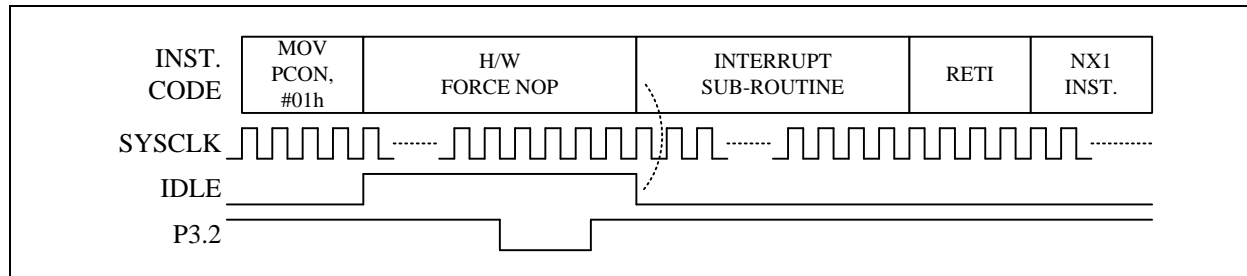 INST.
CODE
MOV
PCON,
#01h
H/W
FORCE NOP
INTERRUPT
SUB-ROUTINE
RETI
NX1
INST.
SYSCLK
IDLE
P3.2